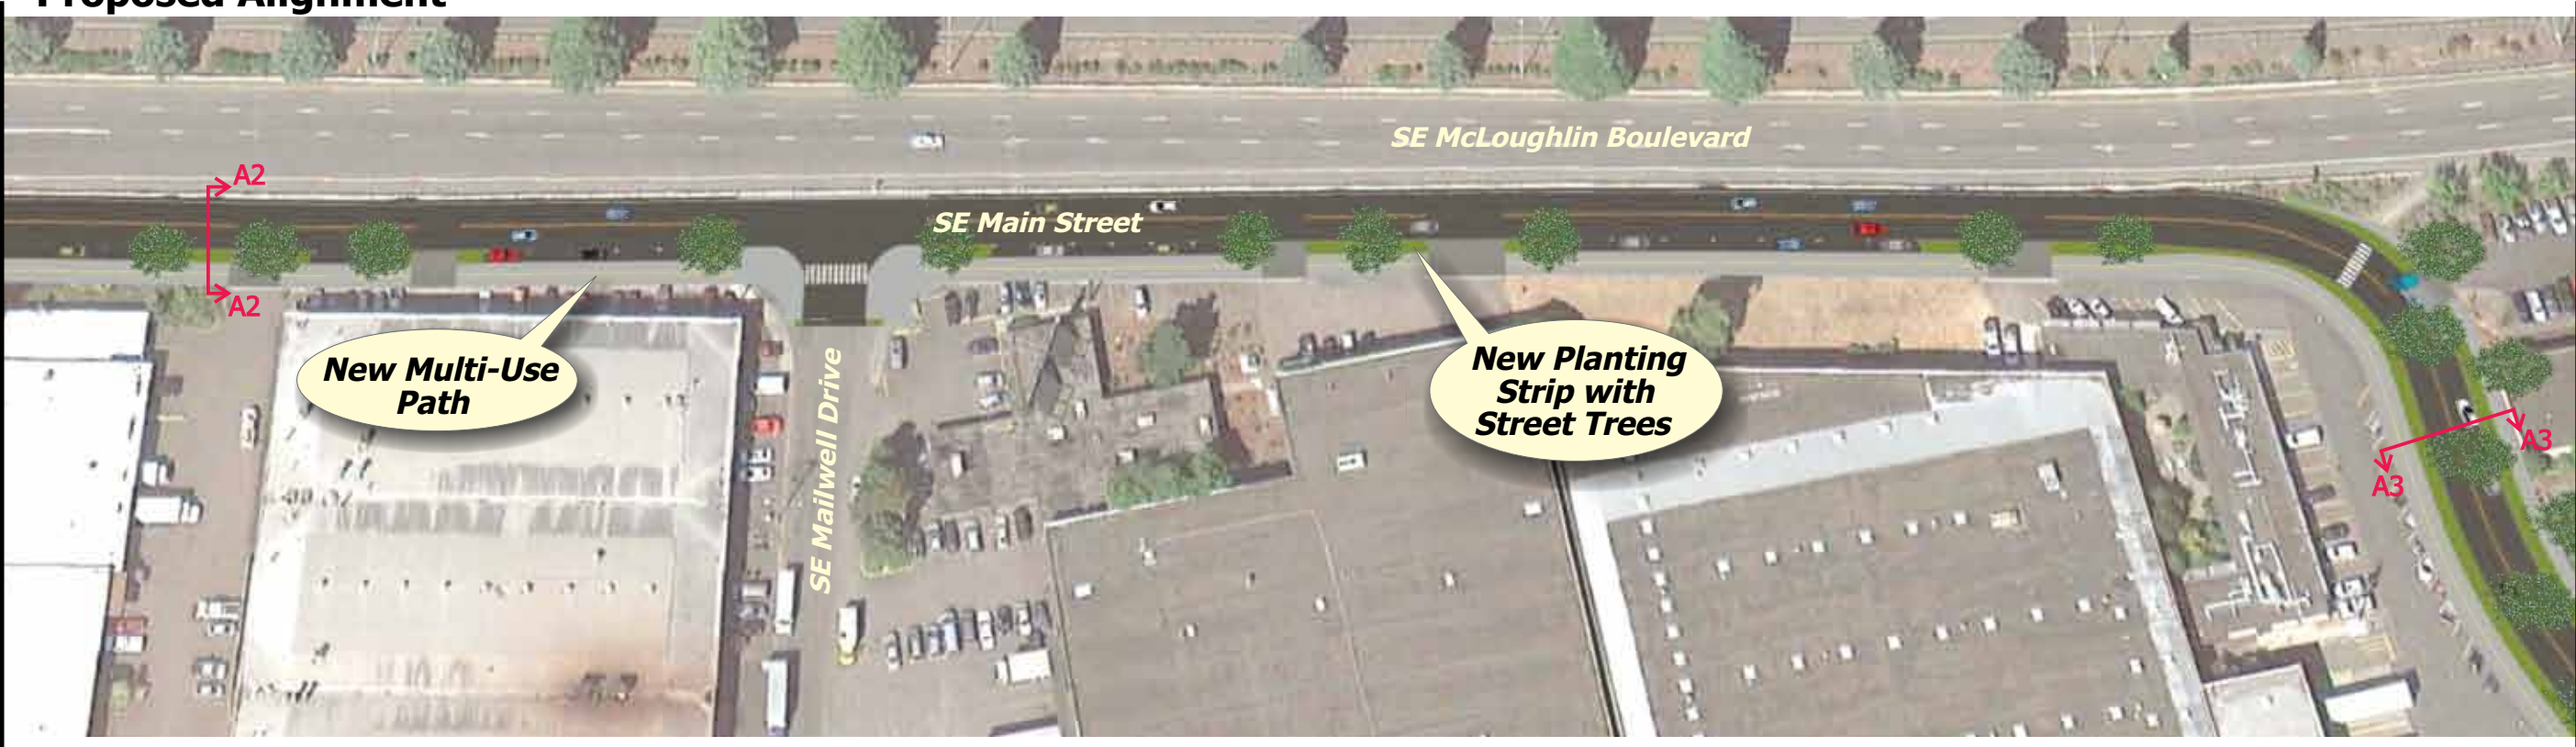 Proposed Alignment
SE McLoughlin Boulevard
A2
SE Main Street
A2
New Multi-Use
Path
SE Mailwell Drive
New Planting
Strip with
Street Trees
A3
A3